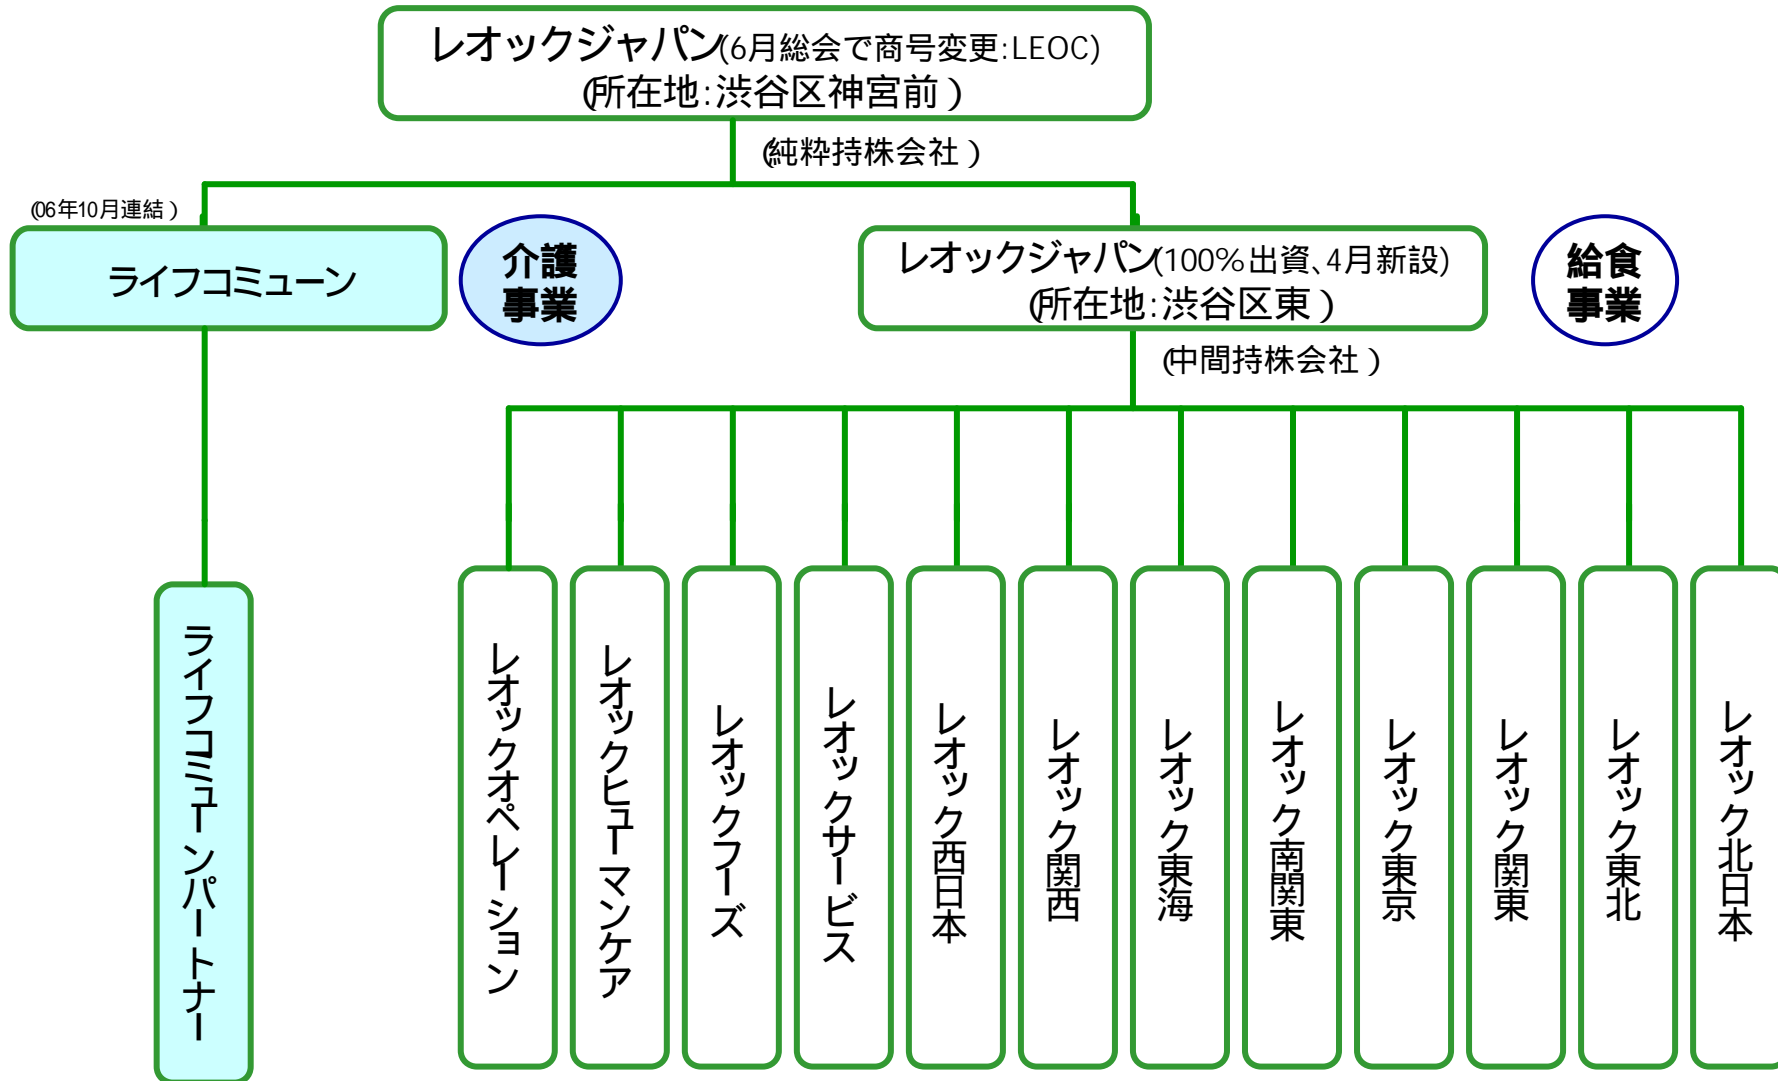 レオックジャパン(6月総会で商号変更:LEOC)
(所在地:渋谷区神宮前)
(純粋持株会社)
(06年10月連結)
ライフコミューン
介護
事業
レオックジャパン(100%出資、4月新設)
(所在地:渋谷区東)
給食
事業
(中間持株会社)
ライフコミューンパートナー
レオックオペレーション
レオックヒューマンケア
レオックフーズ
レオックサービス
レオック西日本
レオック関西
レオック東海
レオック南関東
レオック東京
レオック関東
レオック東北
レオック北日本